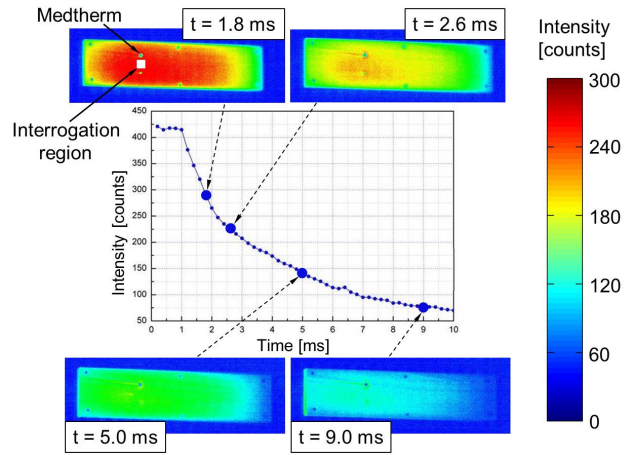 t = 1.8 ms
t = 2.6 ms
Intensity
[counts]
Medtherm
Interrogation
region
300
240
180
120
60
0
450
400
350
300
250
200
150
100
50
Intensity [counts]
0 1 2 3 4 5 6 7 8 9 10
Time [ms]
t = 5.0 ms
t = 9.0 ms